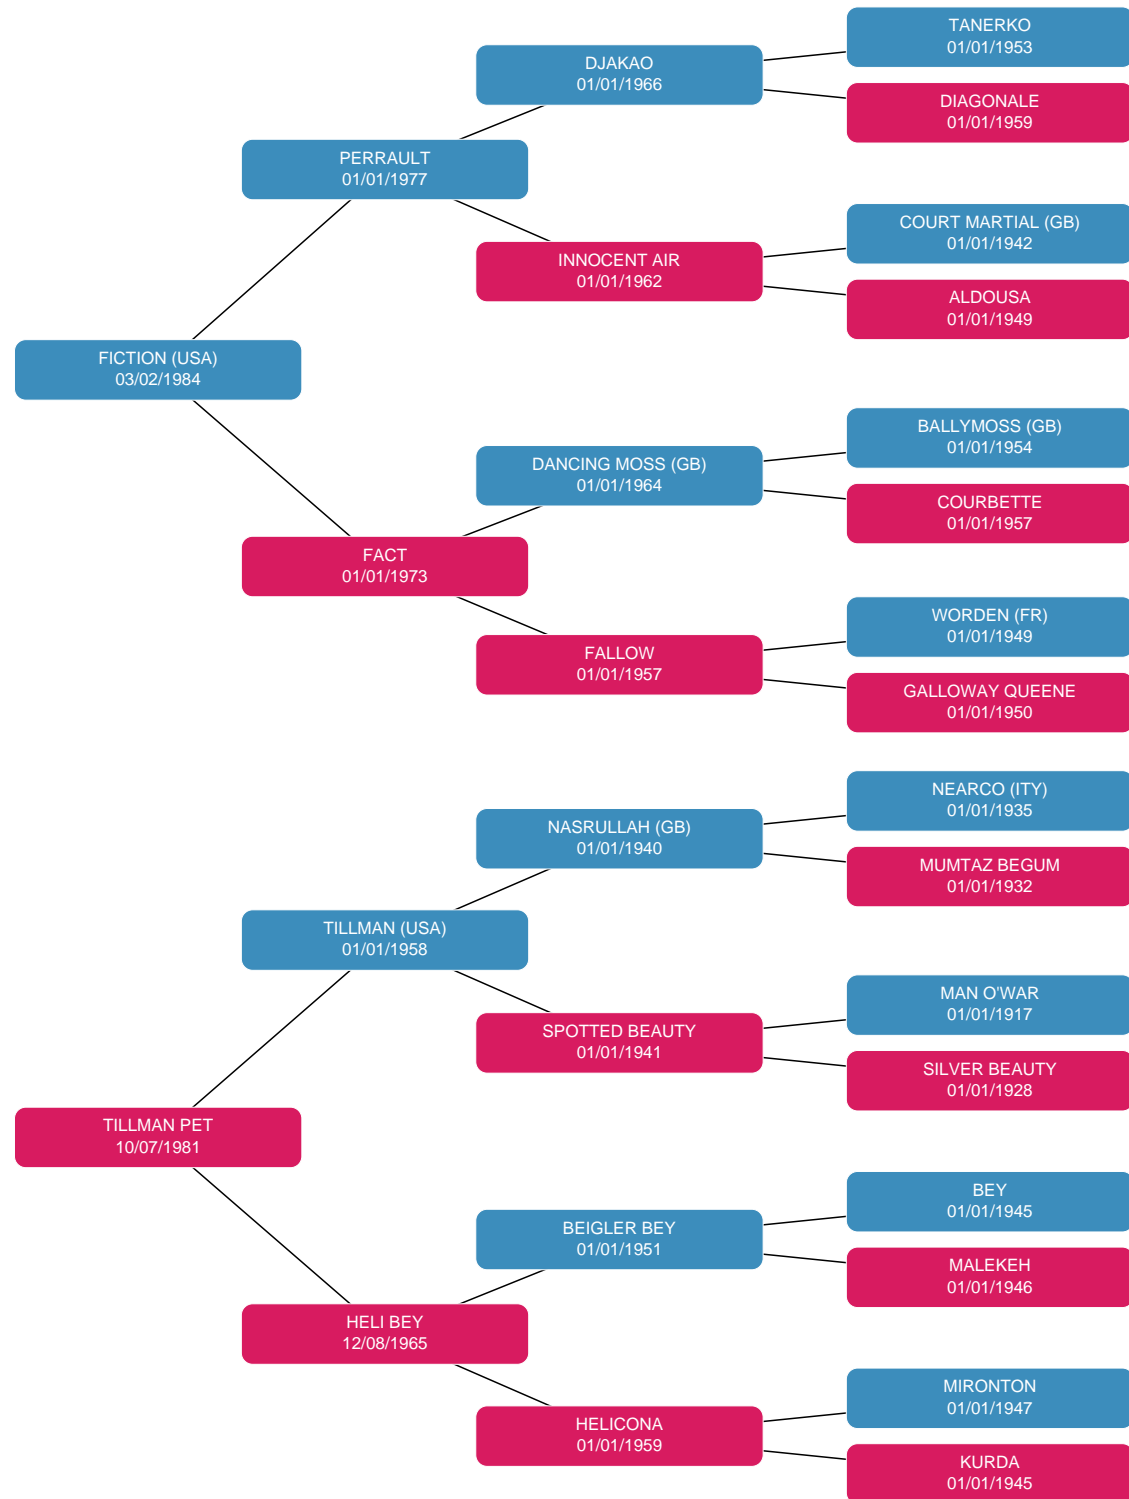 TANERKO
01/01/1953
DJAKAO
01/01/1966
DIAGONALE
01/01/1959
PERRAULT
01/01/1977
COURT MARTIAL (GB)
01/01/1942
INNOCENT AIR
01/01/1962
ALDOUSA
01/01/1949
FICTION (USA)
03/02/1984
BALLYMOSS (GB)
01/01/1954
DANCING MOSS (GB)
01/01/1964
COURBETTE
01/01/1957
FACT
01/01/1973
WORDEN (FR)
01/01/1949
FALLOW
01/01/1957
GALLOWAY QUEENE
01/01/1950
NEARCO (ITY)
01/01/1935
NASRULLAH (GB)
01/01/1940
MUMTAZ BEGUM
01/01/1932
TILLMAN (USA)
01/01/1958
MAN O'WAR
01/01/1917
SPOTTED BEAUTY
01/01/1941
SILVER BEAUTY
01/01/1928
TILLMAN PET
10/07/1981
BEY
01/01/1945
BEIGLER BEY
01/01/1951
MALEKEH
01/01/1946
HELI BEY
12/08/1965
MIRONTON
01/01/1947
HELICONA
01/01/1959
KURDA
01/01/1945